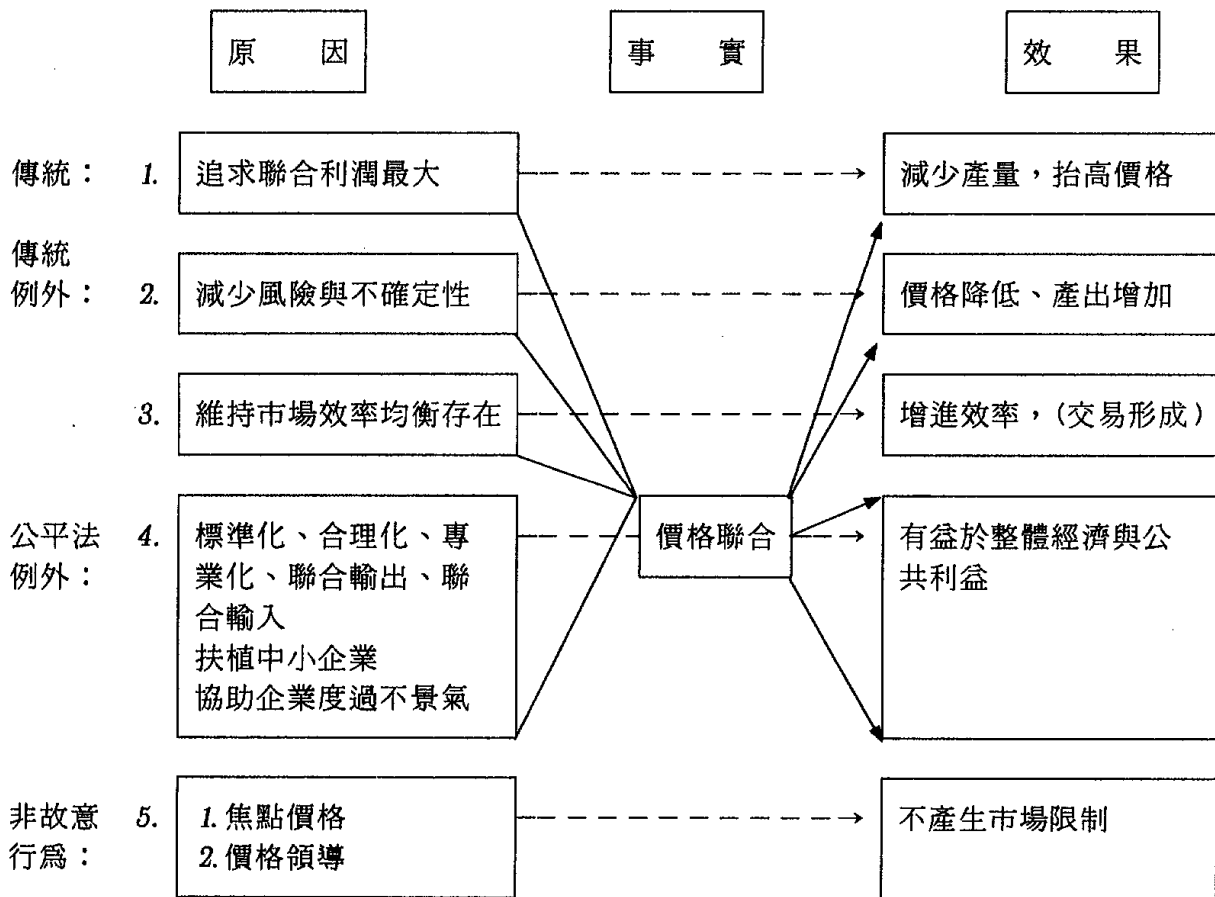 原 因 事 實 效 果
傳統： 1. 追求聯合利潤最大 減少產量，抬高價格
傳統
例外： 2. 減少風險與不確定性 價格降低、產出增加
3. 維持市場效率均衡存在 增進效率，(交易形成)
公平法 4. 標準化、合理化、專 價格聯合 有益於整體經濟與公
例外： 業化、聯合輸出、聯 共利益
合輸入
扶植中小企業
協助企業度過不景氣
非故意 5. 1. 焦點價格 不產生市場限制
行爲： 2. 價格領導